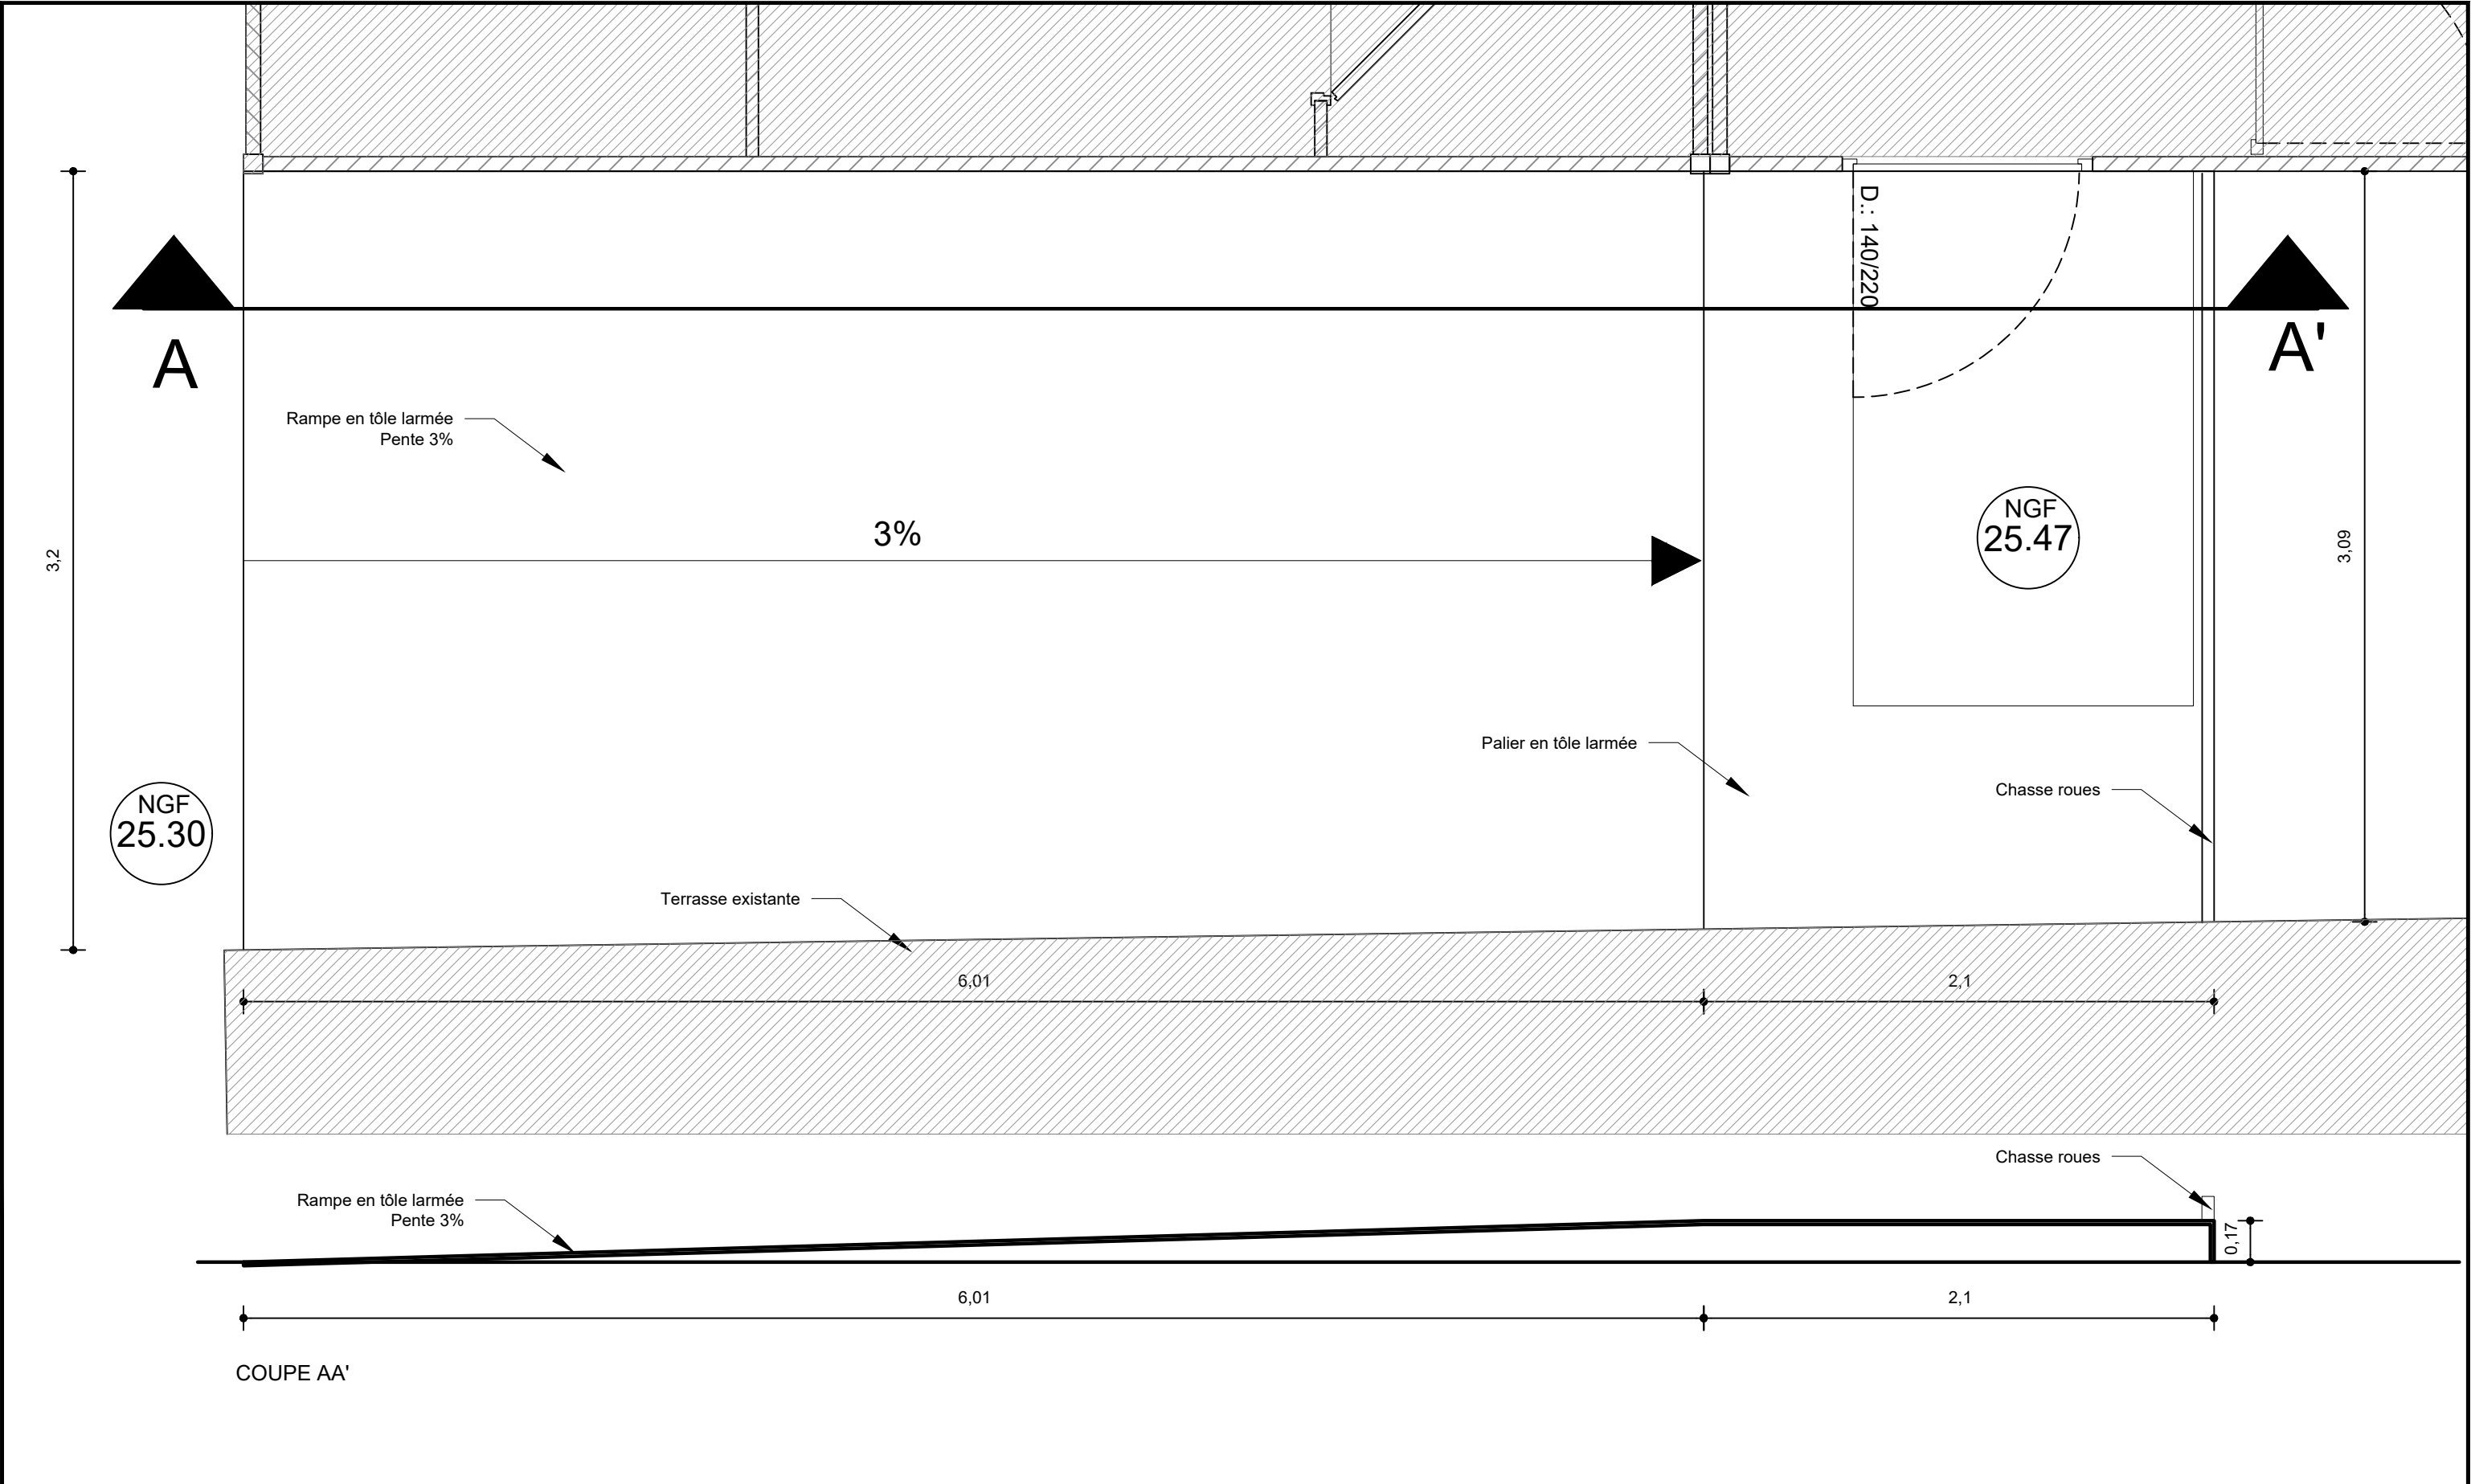 D.: 140/220
A
A'
Rampe en tôle larmée
Pente 3%
3%
NGF
25.47
3,2
3,09
Palier en tôle larmée
Chasse roues
NGF
25.30
Terrasse existante
6,01
2,1
Chasse roues
Rampe en tôle larmée
Pente 3%
0,17
6,01
2,1
COUPE AA'